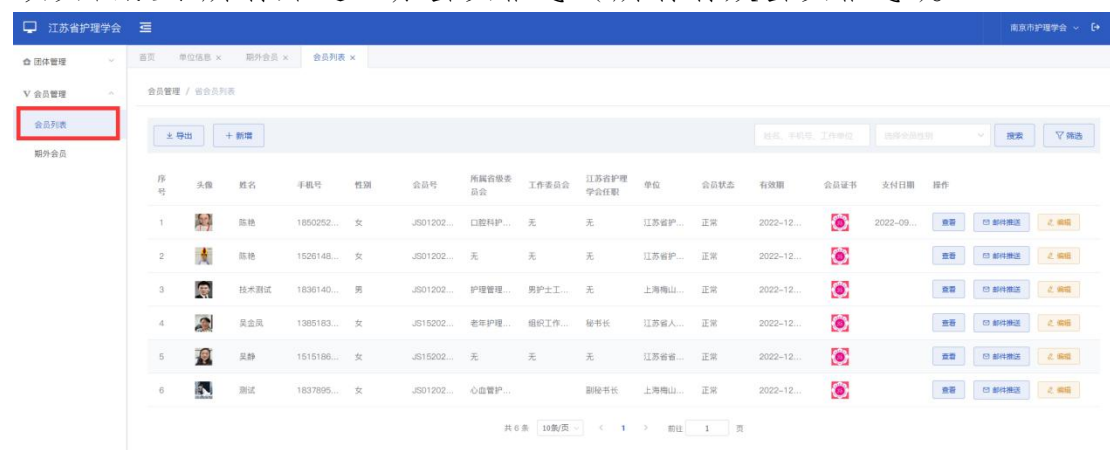 江苏省护理学会
南京市护理学会
团体管理
首页 单位信息 × 期外会员 × 会员列表 ×
会员管理
会员管理 / 省会员列表
会员列表
导出 + 新增 姓名、手机号、工作单位 搜索 筛选
期外会员
序号 头像 姓名 手机号 性别 会员号 所属省级委员会 工作委员会 江苏省护理学会任职 单位 会员状态 有效期 会员证书 支付日期 操作
1 陈艳 1850252... 女 JS01202... 口腔科护... 无 无 江苏省护... 正常 2022-12... 2022-09... 查看 邮件推送 编辑
2 陈艳 1526148... 女 JS01202... 无 无 无 江苏省护... 正常 2022-12... 查看 邮件推送 编辑
3 技术测试 1836140... 男 JS01202... 护理管理... 男护士工... 无 上海梅山... 正常 2022-12... 查看 邮件推送 编辑
4 吴金凤 1385183... 女 JS15202... 老年护理... 组织工作... 秘书长 江苏省人... 正常 2022-12... 查看 邮件推送 编辑
5 吴静 1515186... 女 JS15202... 无 无 无 江苏省省... 正常 2022-12... 查看 邮件推送 编辑
6 测试 1837895... 女 JS01202... 心血管护... 副秘书长 上海梅山... 正常 2022-12... 查看 邮件推送 编辑
共 6 条 10条/页 < 1 > 前往 1 页